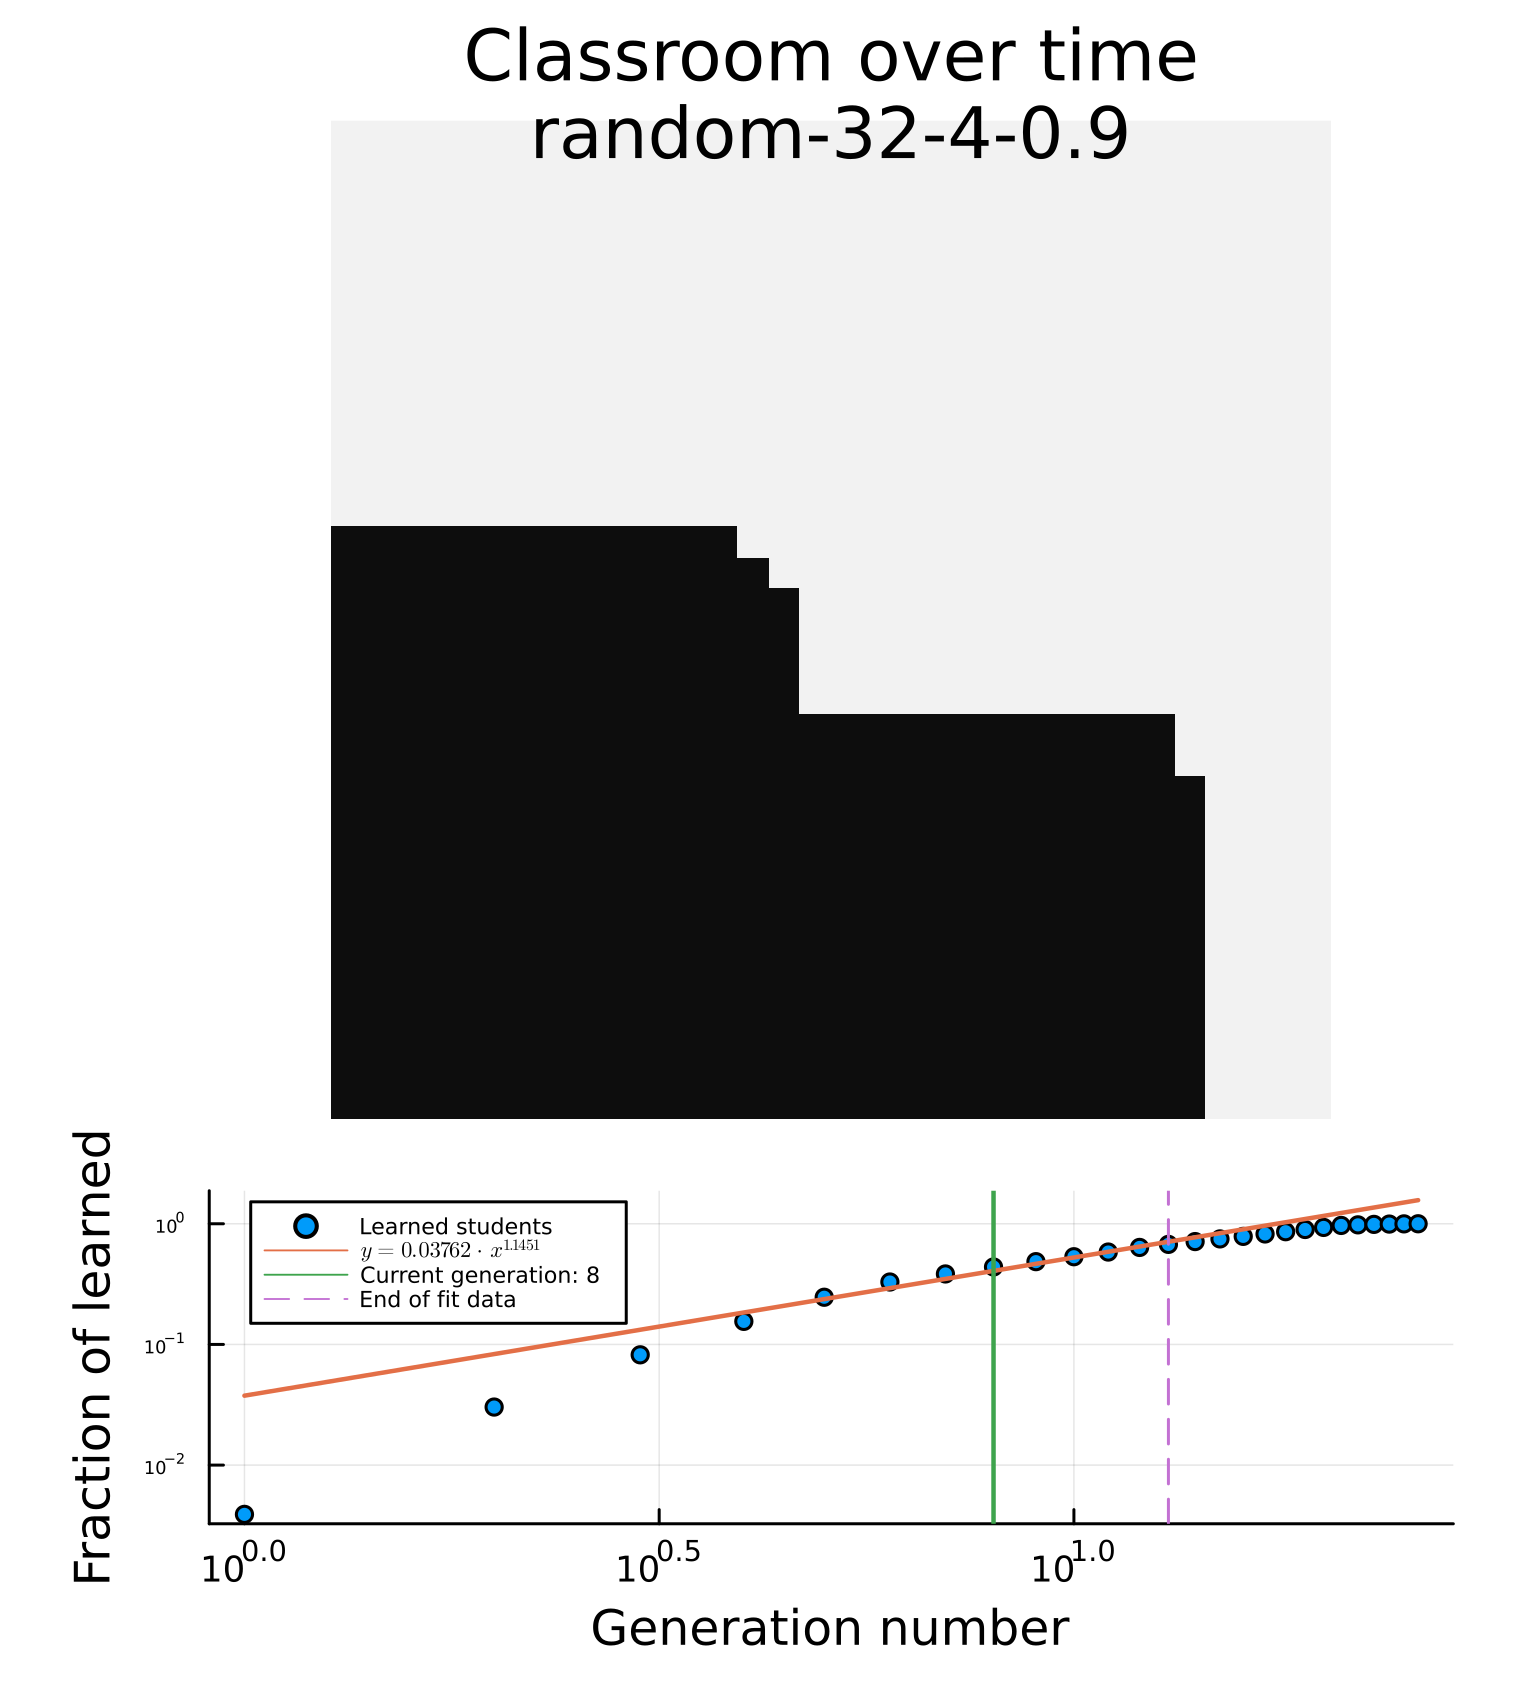 Classroom over time
random-32-4-0.9
Fraction of learned
10⁰
10⁻¹
10⁻²
Learned students
y = 0.03762 · x^1.1451
Current generation: 8
End of fit data
10^0.0
10^0.5
10^1.0
Generation number